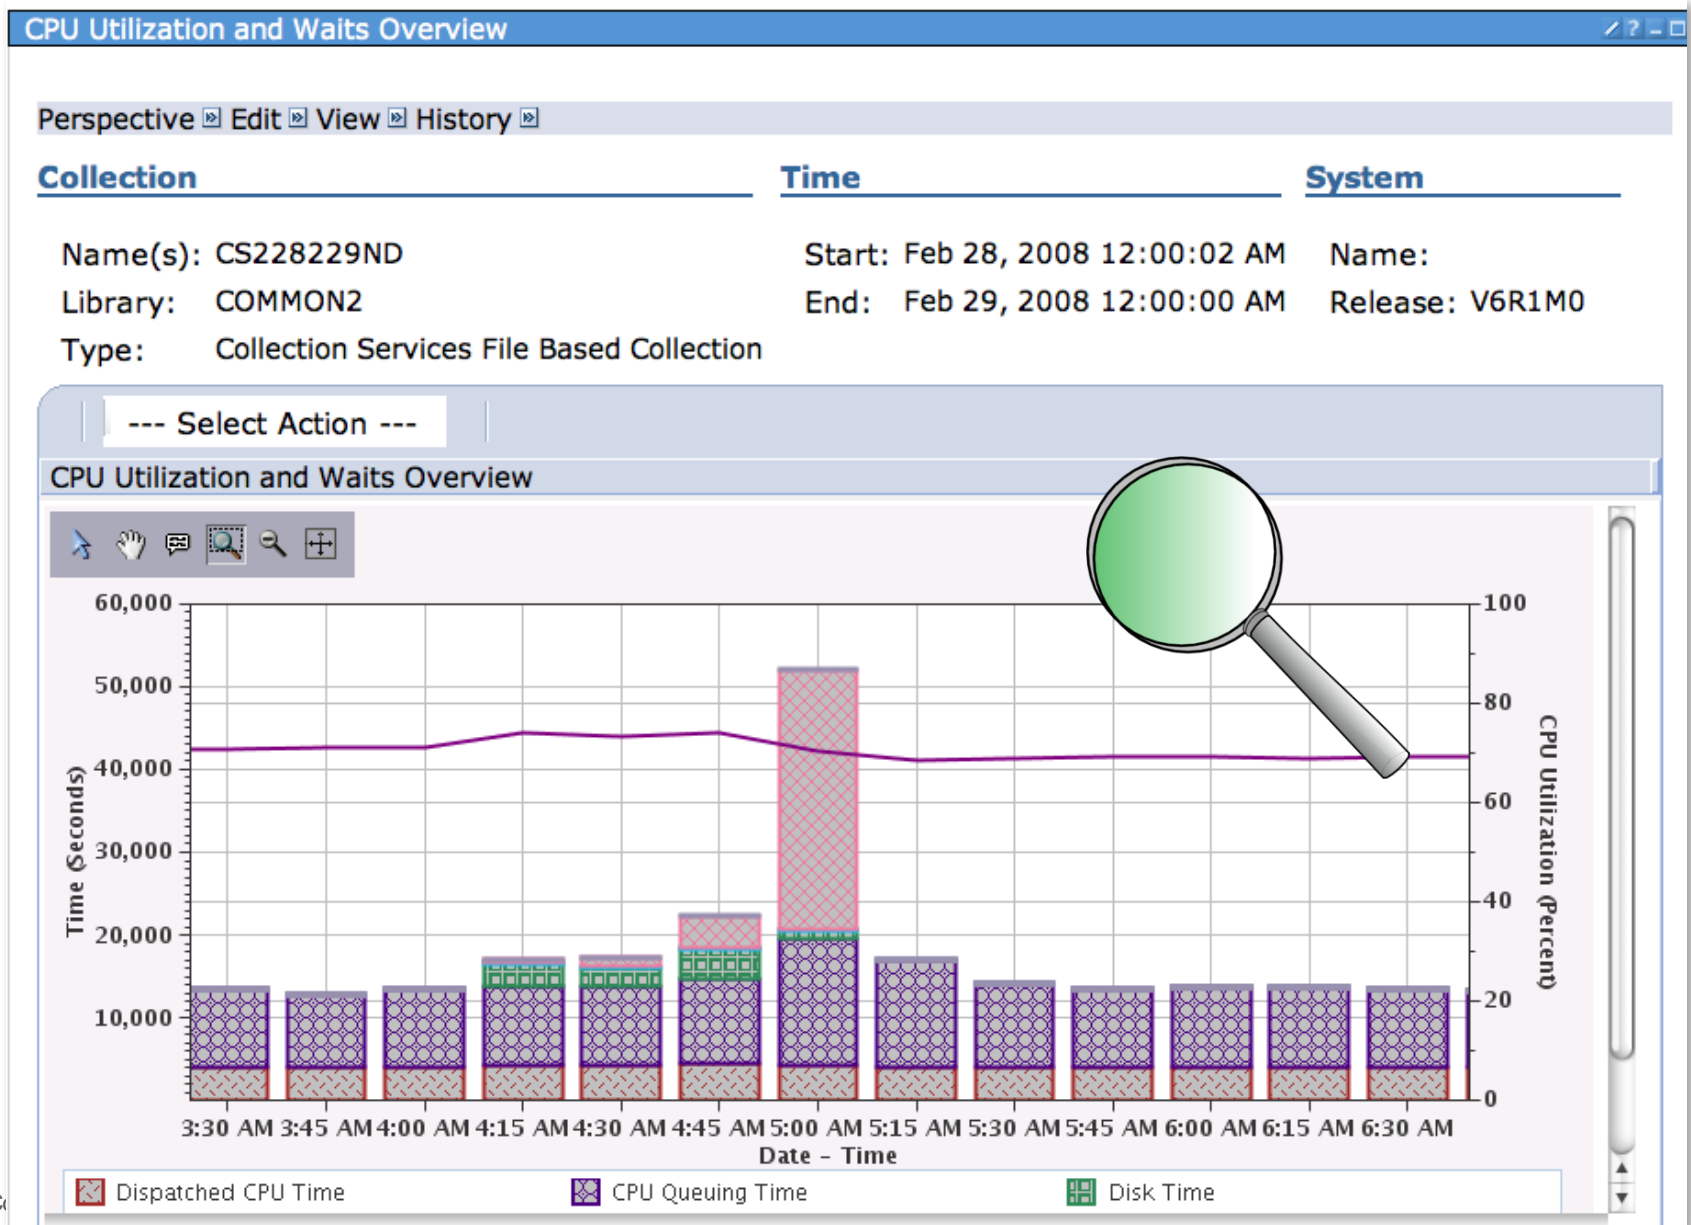 CPU Utilization and Waits Overview
Perspective Edit View History
Collection Time System
Name(s): CS228229ND Start: Feb 28, 2008 12:00:02 AM Name:
Library: COMMON2 End: Feb 29, 2008 12:00:00 AM Release: V6R1M0
Type: Collection Services File Based Collection
--- Select Action ---
CPU Utilization and Waits Overview
60,000
50,000
40,000
30,000
20,000
10,000
Time (Seconds)
100
80
60
40
20
0
CPU Utilization (Percent)
3:30 AM 3:45 AM 4:00 AM 4:15 AM 4:30 AM 4:45 AM 5:00 AM 5:15 AM 5:30 AM 5:45 AM 6:00 AM 6:15 AM 6:30 AM
Date - Time
Dispatched CPU Time CPU Queuing Time Disk Time